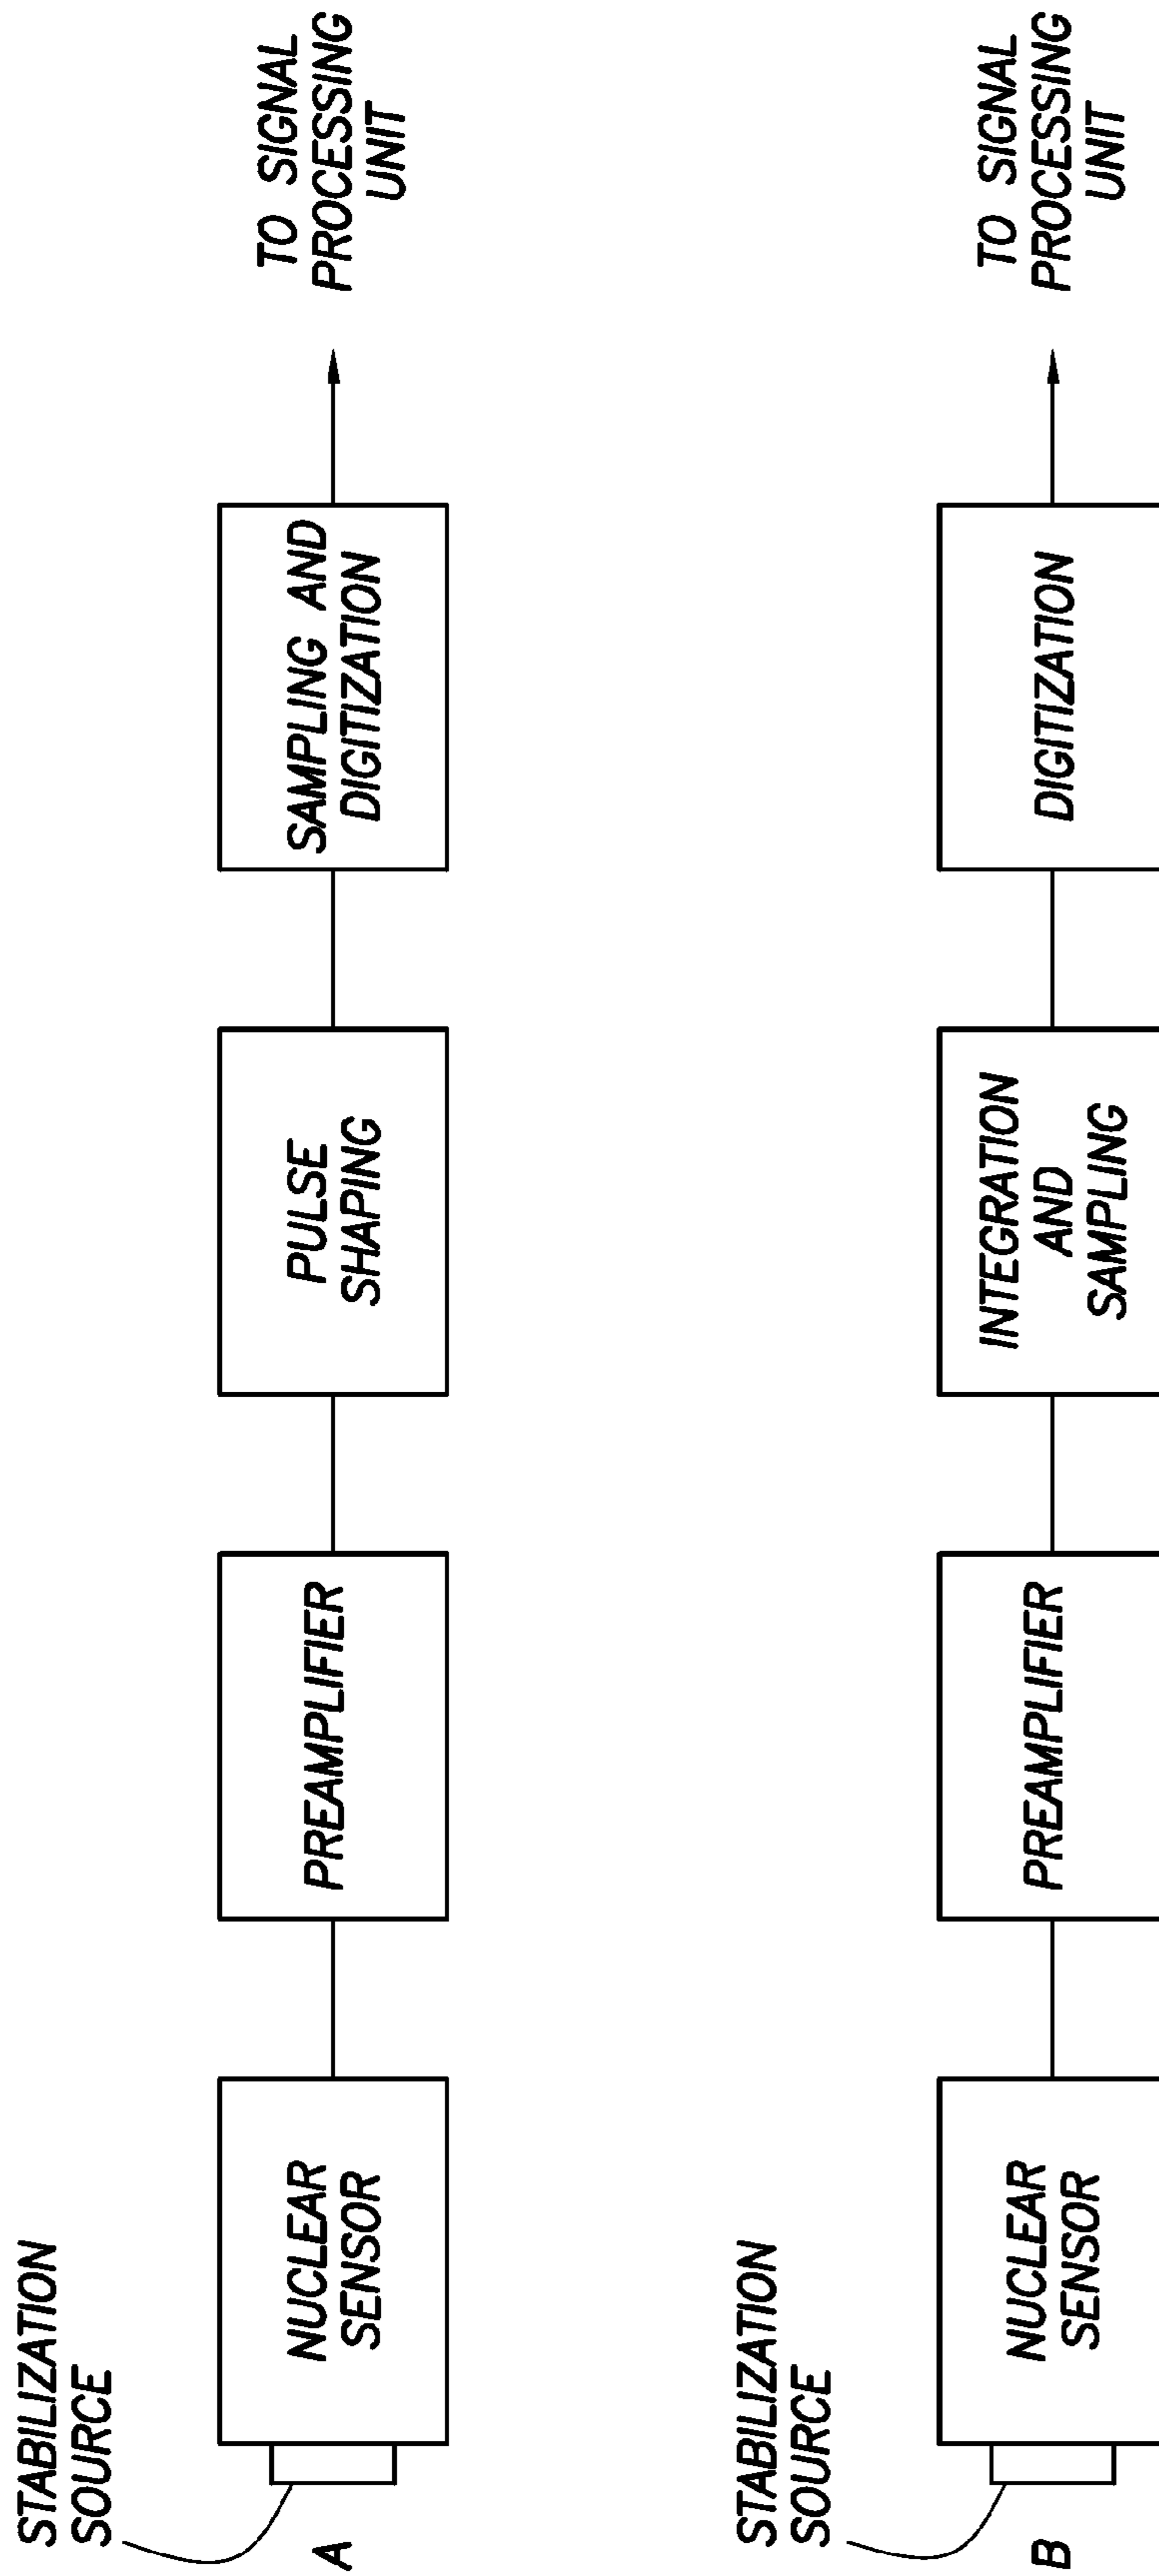 STABILIZATION
SOURCE
A
NUCLEAR
SENSOR
PREAMPLIFIER
PULSE
SHAPING
SAMPLING AND
DIGITIZATION
TO SIGNAL
PROCESSING
UNIT
STABILIZATION
SOURCE
B
NUCLEAR
SENSOR
PREAMPLIFIER
INTEGRATION
AND
SAMPLING
DIGITIZATION
TO SIGNAL
PROCESSING
UNIT